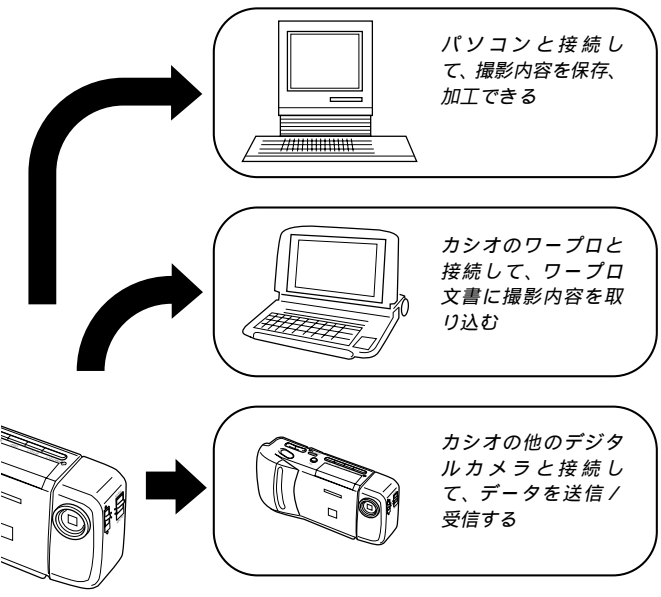 パソコンと接続し
て、撮影内容を保存、
加工できる
カシオのワープロと
接続して、ワープロ
文書に撮影内容を取
り込む
カシオの他のデジタ
ルカメラと接続し
て、データを送信/
受信する